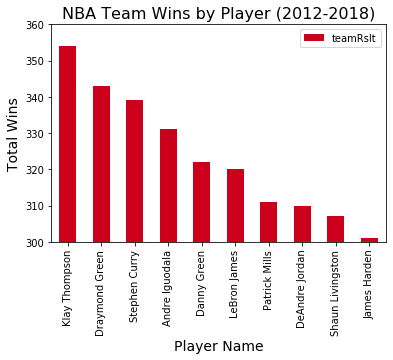 NBA Team Wins by Player (2012-2018)
teamRslt
Total Wins
360
350
340
330
320
310
300
Klay Thompson
Draymond Green
Stephen Curry
Andre Iguodala
Danny Green
LeBron James
Patrick Mills
DeAndre Jordan
Shaun Livingston
James Harden
Player Name